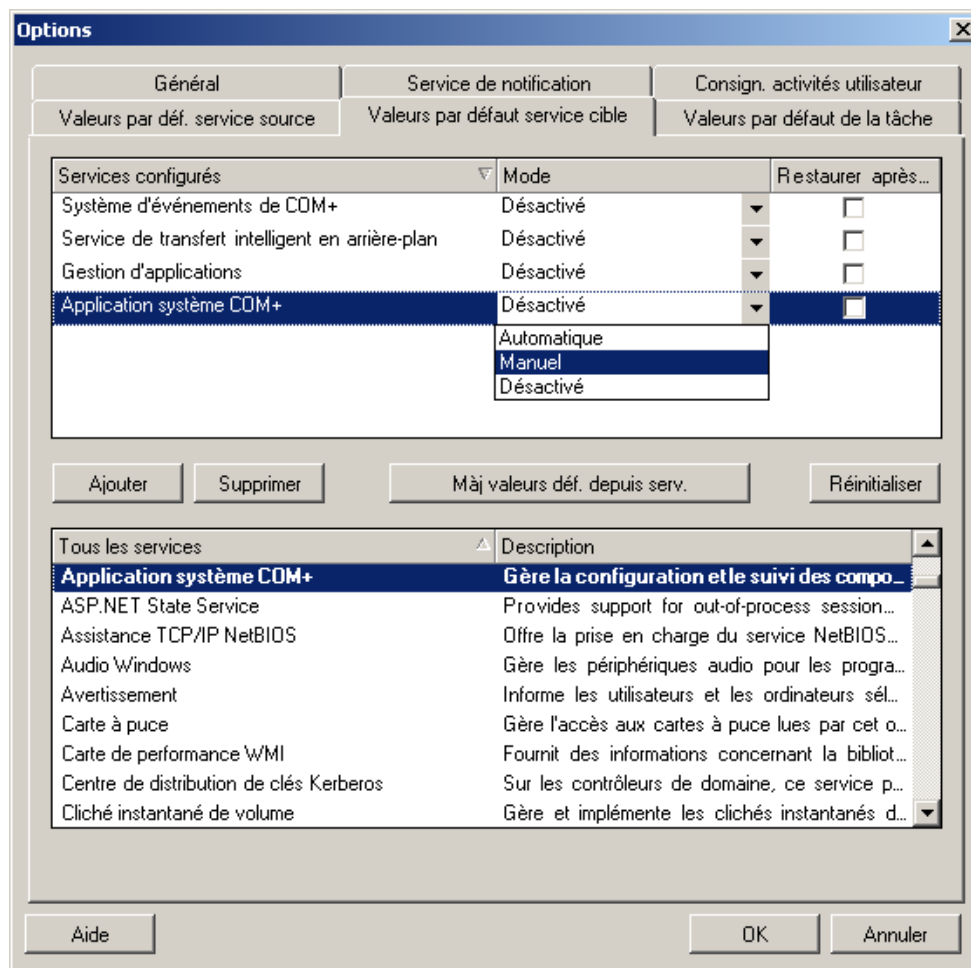 Options
Général Service de notification Consign. activités utilisateur
Valeurs par déf. service source Valeurs par défaut service cible Valeurs par défaut de la tâche
Services configurés Mode Restaurer après...
Système d'événements de COM+ Désactivé
Service de transfert intelligent en arrière-plan Désactivé
Gestion d'applications Désactivé
Application système COM+ Désactivé
Automatique
Manuel
Désactivé
Ajouter Supprimer Màj valeurs déf. depuis serv. Réinitialiser
Tous les services Description
Application système COM+ Gère la configuration et le suivi des compo...
ASP.NET State Service Provides support for out-of-process session...
Assistance TCP/IP NetBIOS Offre la prise en charge du service NetBIOS...
Audio Windows Gère les périphériques audio pour les progra...
Avertissement Informe les utilisateurs et les ordinateurs sél...
Carte à puce Gère l'accès aux cartes à puce lues par cet o...
Carte de performance WMI Fournit des informations concernant la bibliot...
Centre de distribution de clés Kerberos Sur les contrôleurs de domaine, ce service p...
Cliché instantané de volume Gère et implémente les clichés instantanés d...
Aide OK Annuler